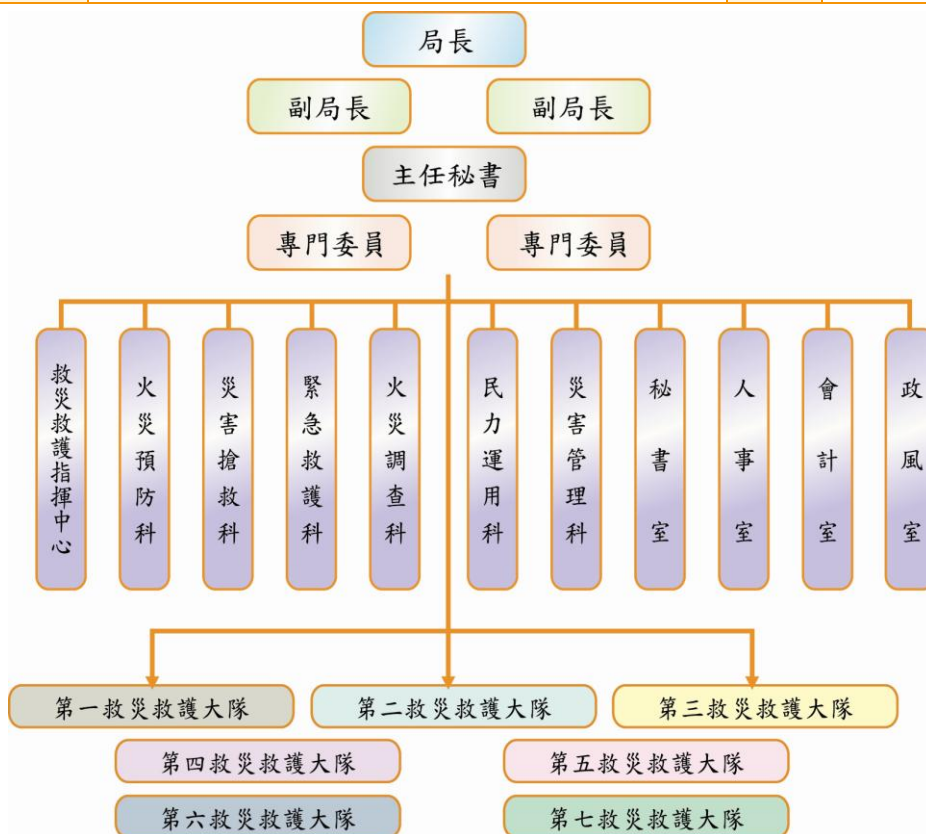 局長
副局長
副局長
主任秘書
專門委員
專門委員
救災救護指揮中心
火災預防科
災害搶救科
緊急救護科
火災調查科
民力運用科
災害管理科
秘書室
人事室
會計室
政風室
第一救災救護大隊
第二救災救護大隊
第三救災救護大隊
第四救災救護大隊
第五救災救護大隊
第六救災救護大隊
第七救災救護大隊